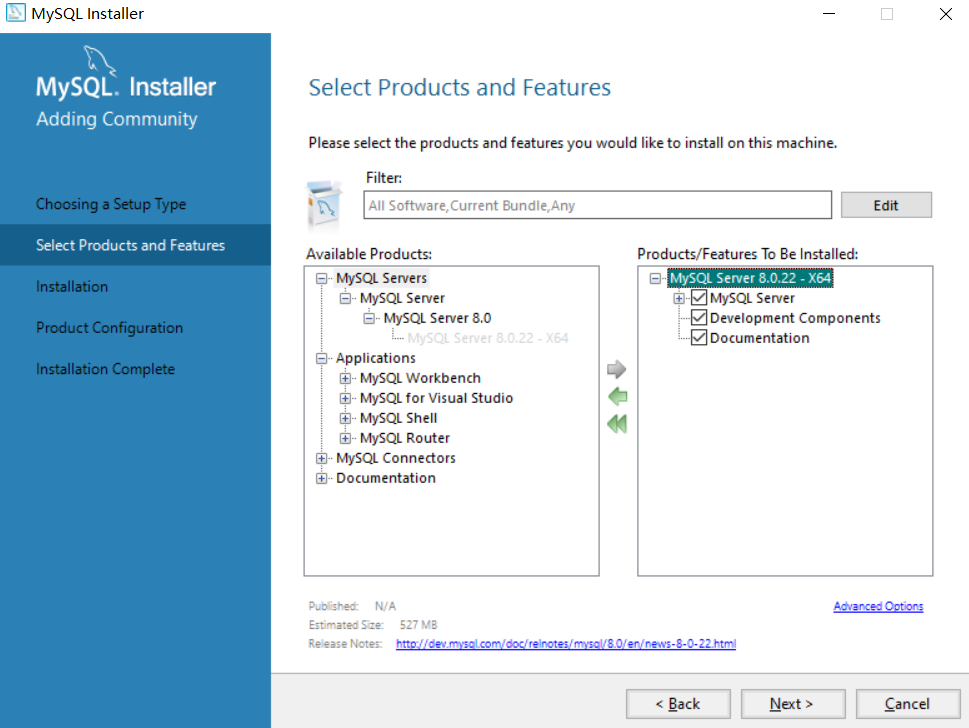 MySQL Installer
MySQL. Installer
Adding Community
Choosing a Setup Type
Select Products and Features
Installation
Product Configuration
Installation Complete
Select Products and Features
Please select the products and features you would like to install on this machine.
Filter:
All Software,Current Bundle,Any
Edit
Available Products:
MySQL Servers
MySQL Server
MySQL Server 8.0
MySQL Server 8.0.22 - X64
Applications
MySQL Workbench
MySQL for Visual Studio
MySQL Shell
MySQL Router
MySQL Connectors
Documentation
Products/Features To Be Installed:
MySQL Server 8.0.22 - X64
MySQL Server
Development Components
Documentation
Published: N/A
Advanced Options
Estimated Size: 527 MB
Release Notes: http://dev.mysql.com/doc/relnotes/mysql/8.0/en/news-8-0-22.html
< Back
Next >
Cancel